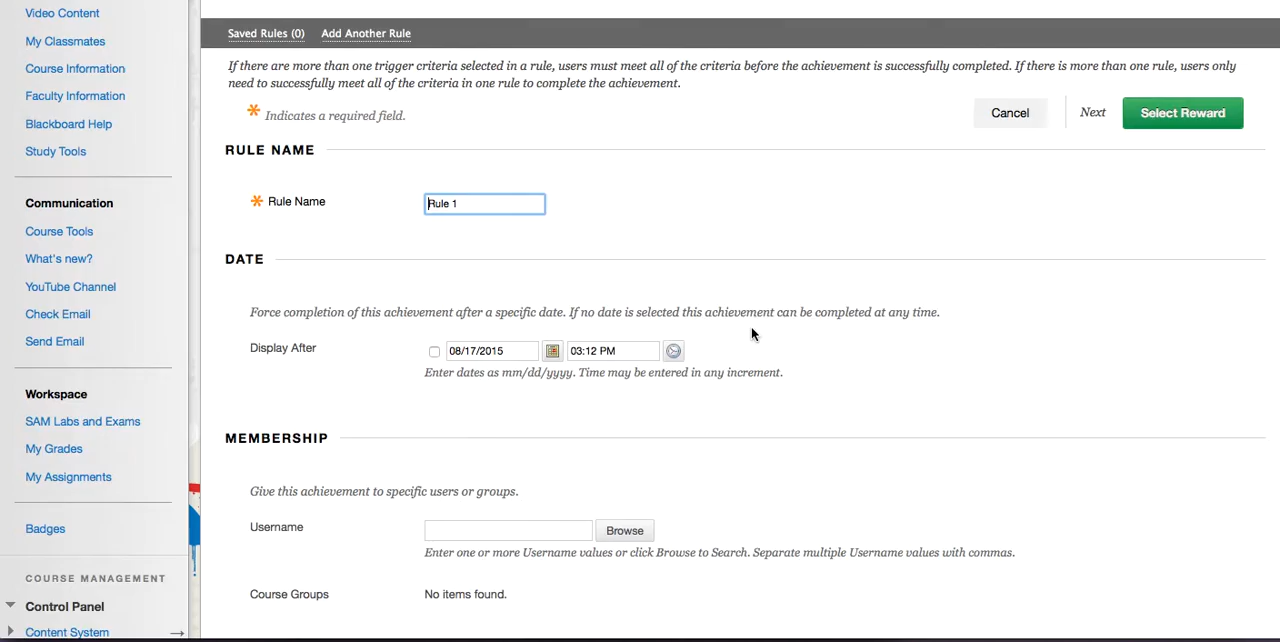 Video Content
My Classmates
Course Information
Faculty Information
Blackboard Help
Study Tools
Communication
Course Tools
What's new?
YouTube Channel
Check Email
Send Email
Workspace
SAM Labs and Exams
My Grades
My Assignments
Badges
COURSE MANAGEMENT
Control Panel
Content System
Saved Rules (0) Add Another Rule
If there are more than one trigger criteria selected in a rule, users must meet all of the criteria before the achievement is successfully completed. If there is more than one rule, users only
need to successfully meet all of the criteria in one rule to complete the achievement.
* Indicates a required field.
Cancel Next Select Reward
RULE NAME
* Rule Name Rule 1
DATE
Force completion of this achievement after a specific date. If no date is selected this achievement can be completed at any time.
Display After 08/17/2015 03:12 PM
Enter dates as mm/dd/yyyy. Time may be entered in any increment.
MEMBERSHIP
Give this achievement to specific users or groups.
Username Browse
Enter one or more Username values or click Browse to Search. Separate multiple Username values with commas.
Course Groups No items found.